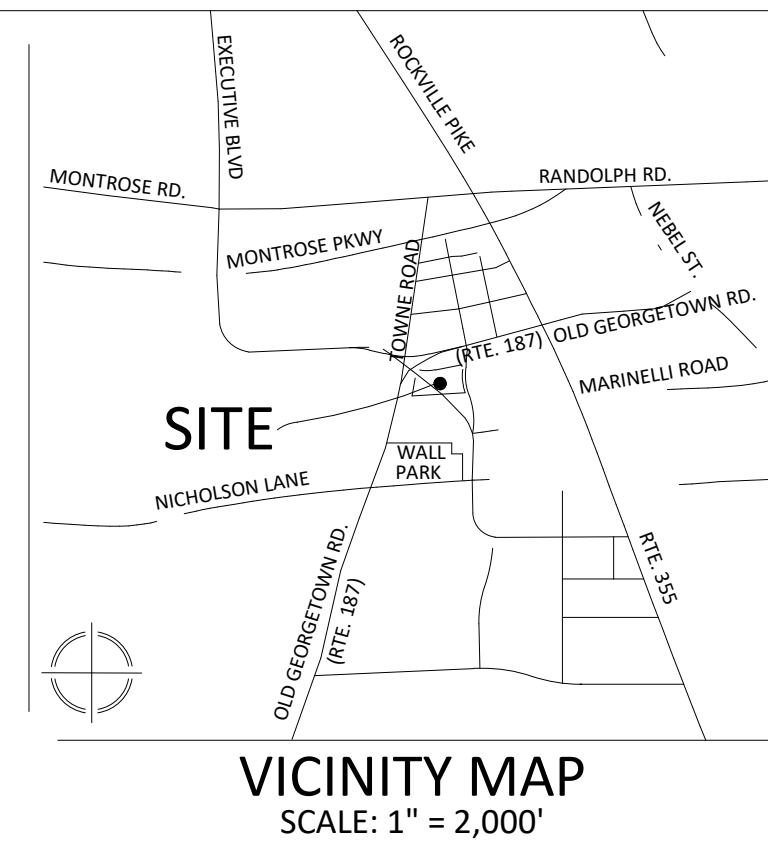 EXECUTIVE BLVD
ROCKVILLE PIKE
MONTROSE RD.
RANDOLPH RD.
NEBEL ST.
MONTROSE PKWY
TOWNE ROAD
OLD GEORGETOWN RD.
(RTE. 187)
MARINELLI ROAD
SITE
WALL
PARK
NICHOLSON LANE
OLD GEORGETOWN RD.
(RTE. 187)
RTE. 355
VICINITY MAP
SCALE: 1" = 2,000'